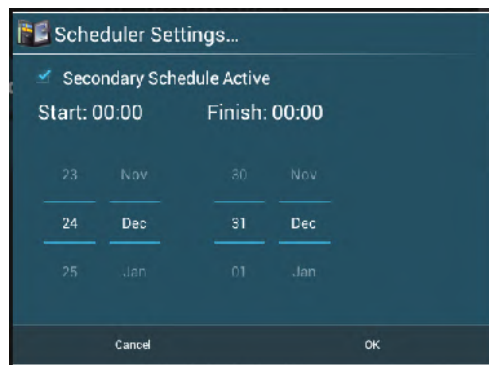 Scheduler Settings...
Secondary Schedule Active
Start: 00:00 Finish: 00:00
23 Nov 30 Nov
24 Dec 31 Dec
25 Jan 01 Jan
Cancel OK